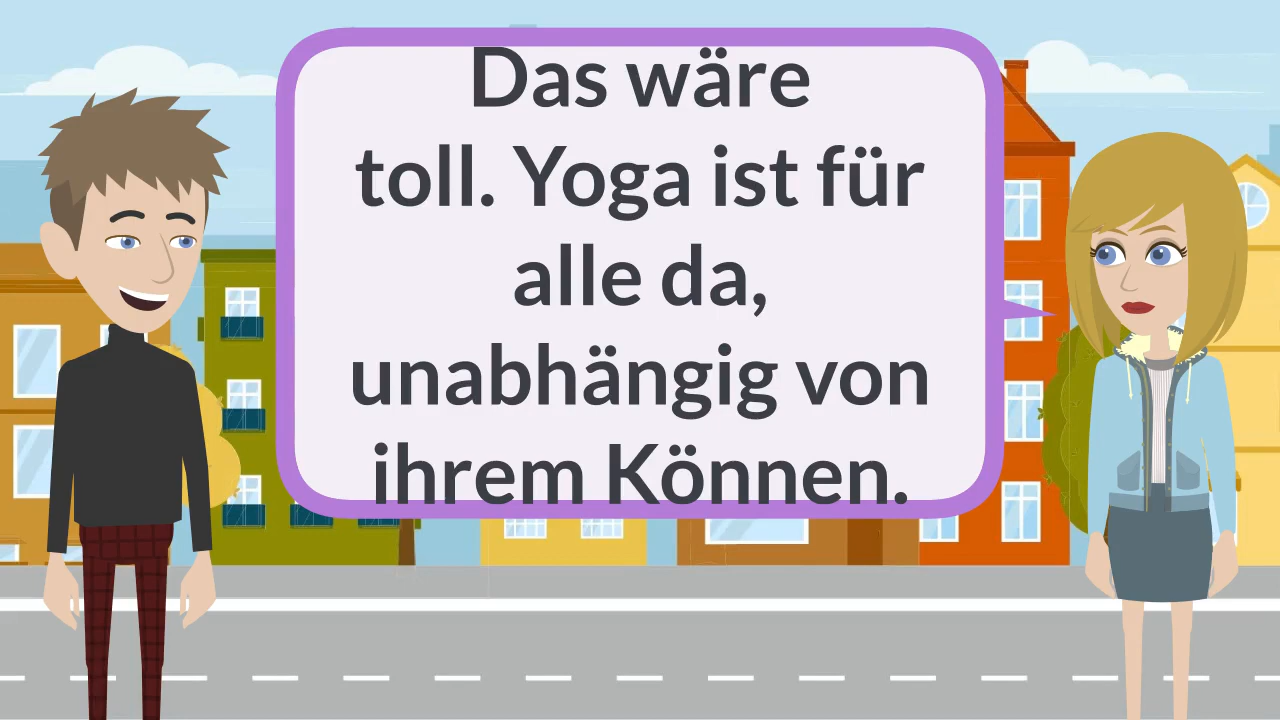 Das wäre
toll. Yoga ist für
alle da,
unabhängig von
ihrem Können.